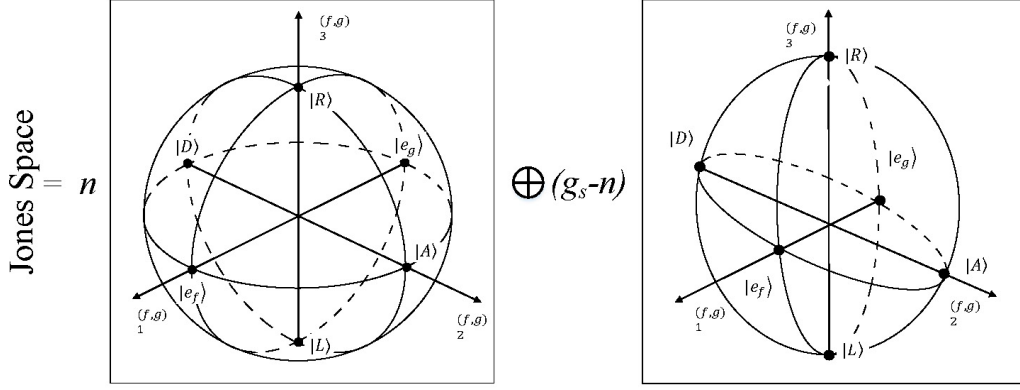 Jones Space
= n
(f,g)
3
|R⟩
|D⟩
|e_g⟩
|A⟩
|e_f⟩
(f,g)
1
(f,g)
2
|L⟩
⊕(g_s-n)
(f,g)
3
|R⟩
|D⟩
|e_g⟩
|A⟩
|e_f⟩
(f,g)
1
(f,g)
2
|L⟩